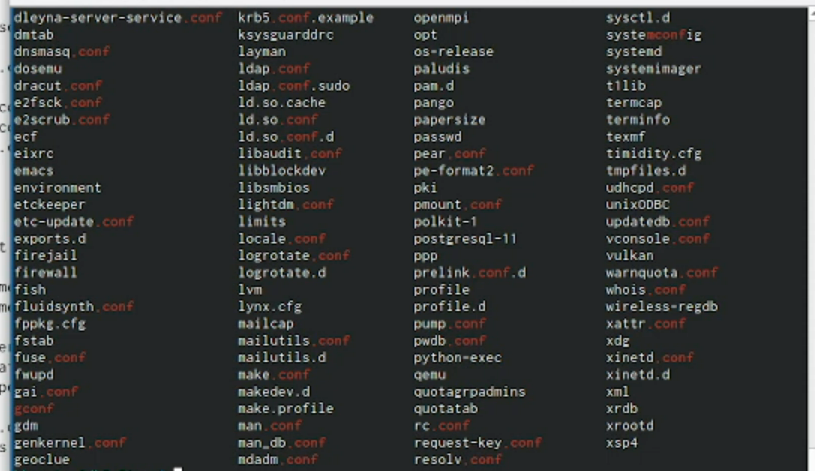 dleyna-server-service.conf krb5.conf.example openmpi sysctl.d
dmtab ksysguarddrc opt systemconfig
dnsmasq.conf layman os-release systemd
dosemu ldap.conf paludis systemimager
dracut.conf ldap.conf.sudo pam.d t1lib
e2fsck.conf ld.so.cache pango termcap
e2scrub.conf ld.so.conf papersize terminfo
ecf ld.so.conf.d passwd texmf
eixrc libaudit.conf pear.conf timidity.cfg
emacs libblockdev pe-format2.conf tmpfiles.d
environment libsmbios pki udhcpd.conf
etckeeper lightdm.conf pmount.conf unixODBC
etc-update.conf limits polkit-1 updatedb.conf
exports.d locale.conf postgresql-11 vconsole.conf
firejail logrotate.conf ppp vulkan
firewall logrotate.d prelink.conf.d warnquota.conf
fish lvm profile whois.conf
fluidsynth.conf lynx.cfg profile.d wireless-regdb
fppkg.cfg mailcap pump.conf xattr.conf
fstab mailutils.conf pwdb.conf xdg
fuse.conf mailutils.d python-exec xinetd.conf
fwupd make.conf qemu xinetd.d
gai.conf makedev.d quotagrpadmins xml
gconf make.profile quotatab xrdb
gdm man.conf rc.conf xrootd
genkernel.conf man_db.conf request-key.conf xsp4
geoclue mdadm.conf resolv.conf